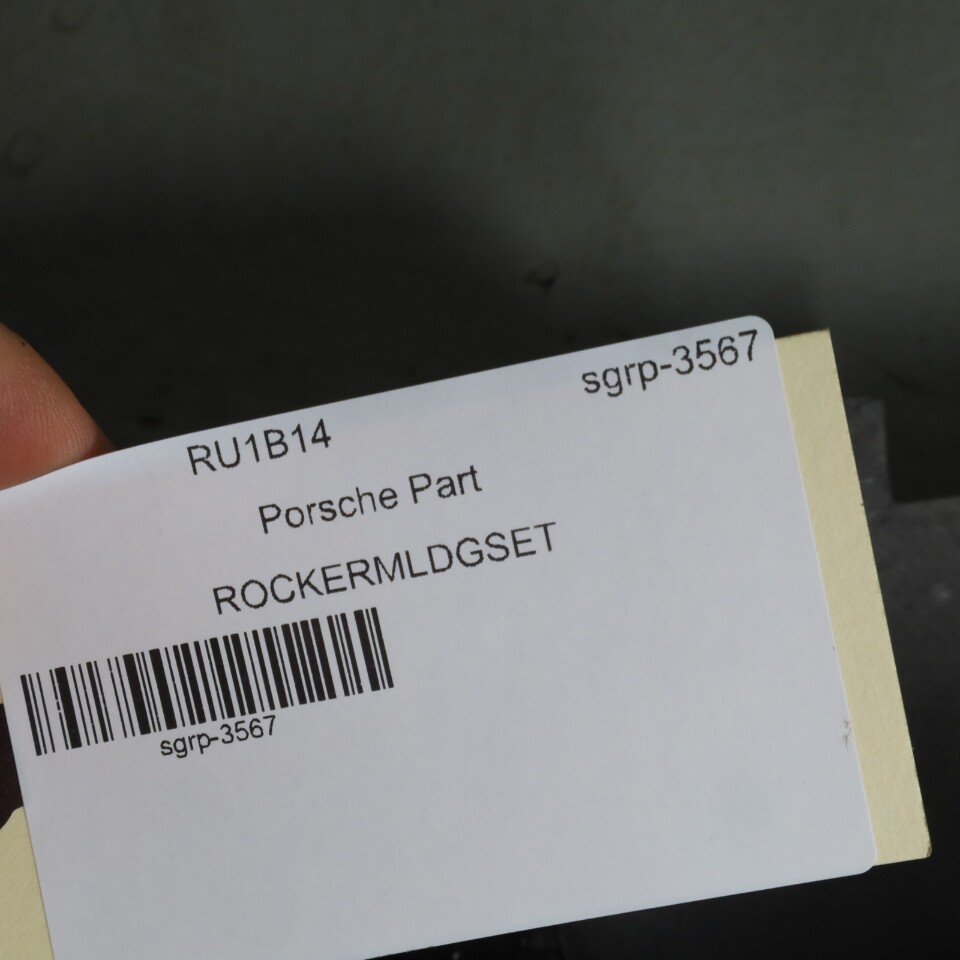 sgrp-3567
RU1B14
Porsche Part
ROCKERMLDGSET
sgrp-3567